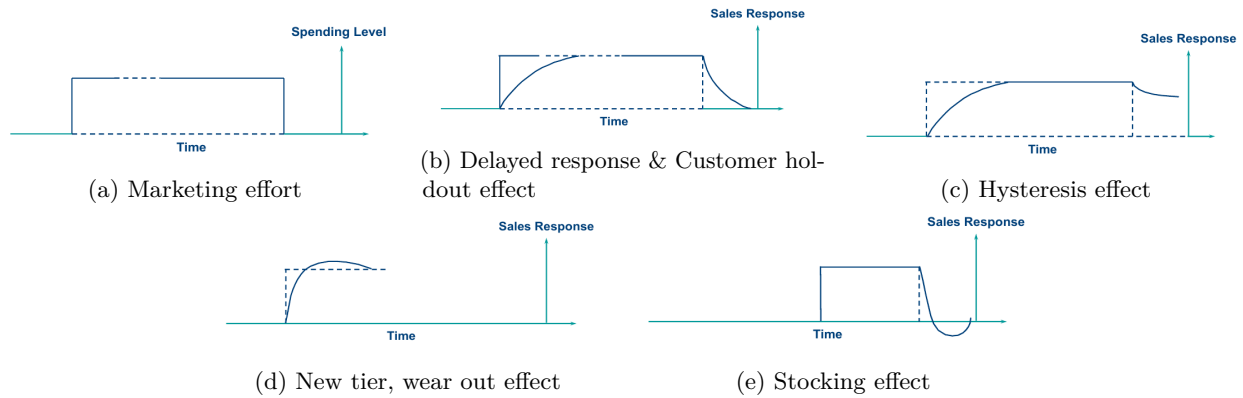 Spending Level
Time
(a) Marketing effort
Sales Response
Time
(b) Delayed response & Customer hol-
dout effect
Sales Response
Time
(c) Hysteresis effect
Sales Response
Time
(d) New tier, wear out effect
Sales Response
Time
(e) Stocking effect